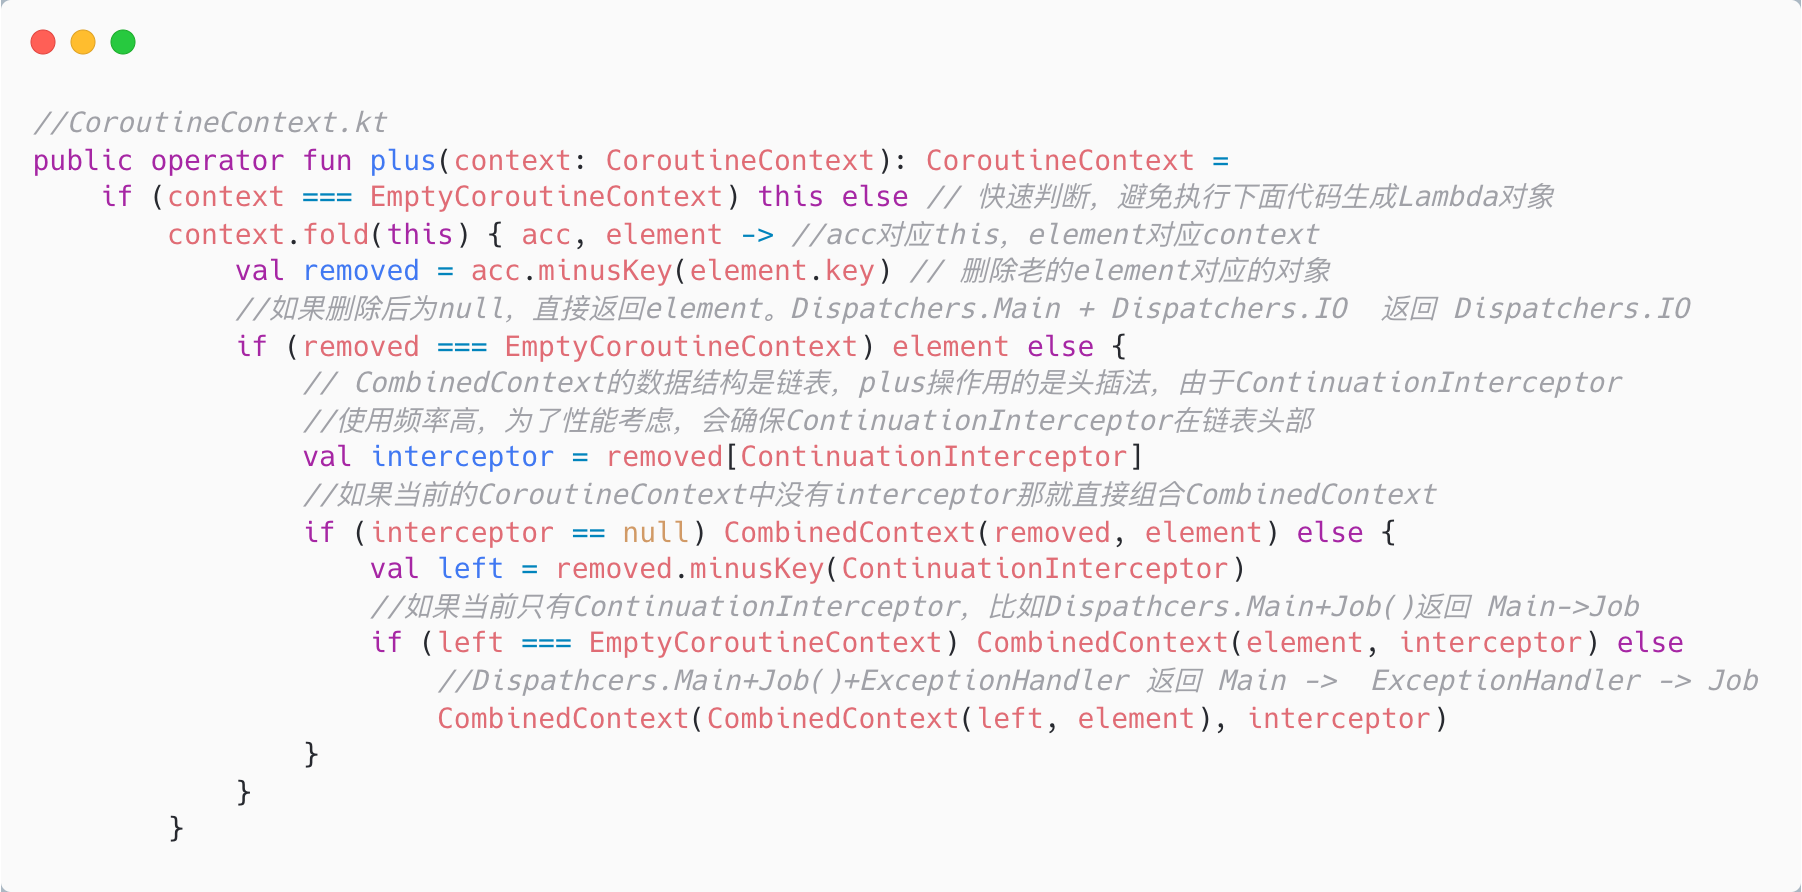 //CoroutineContext.kt
public operator fun plus(context: CoroutineContext): CoroutineContext =
    if (context === EmptyCoroutineContext) this else // 快速判断，避免执行下面代码生成Lambda对象
        context.fold(this) { acc, element -> //acc对应this，element对应context
            val removed = acc.minusKey(element.key) // 删除老的element对应的对象
            //如果删除后为null，直接返回element。Dispatchers.Main + Dispatchers.IO  返回 Dispatchers.IO
            if (removed === EmptyCoroutineContext) element else {
                // CombinedContext的数据结构是链表，plus操作用的是头插法，由于ContinuationInterceptor
                //使用频率高，为了性能考虑，会确保ContinuationInterceptor在链表头部
                val interceptor = removed[ContinuationInterceptor]
                //如果当前的CoroutineContext中没有interceptor那就直接组合CombinedContext
                if (interceptor == null) CombinedContext(removed, element) else {
                    val left = removed.minusKey(ContinuationInterceptor)
                    //如果当前只有ContinuationInterceptor，比如Dispathcers.Main+Job()返回 Main->Job
                    if (left === EmptyCoroutineContext) CombinedContext(element, interceptor) else
                        //Dispathcers.Main+Job()+ExceptionHandler 返回 Main ->  ExceptionHandler -> Job
                        CombinedContext(CombinedContext(left, element), interceptor)
                }
            }
        }